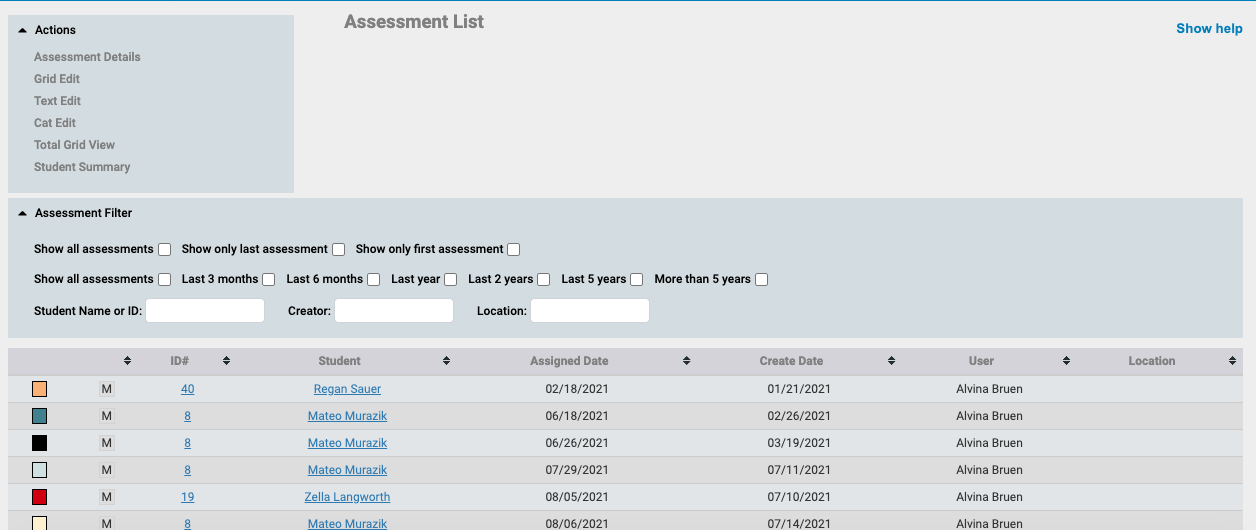 Actions
Assessment List
Show help
Assessment Details
Grid Edit
Text Edit
Cat Edit
Total Grid View
Student Summary
Assessment Filter
Show all assessments Show only last assessment Show only first assessment
Show all assessments Last 3 months Last 6 months Last year Last 2 years Last 5 years More than 5 years
Student Name or ID: Creator: Location:
ID# Student Assigned Date Create Date User Location
M 40 Regan Sauer 02/18/2021 01/21/2021 Alvina Bruen
M 8 Mateo Murazik 06/18/2021 02/26/2021 Alvina Bruen
M 8 Mateo Murazik 06/26/2021 03/19/2021 Alvina Bruen
M 8 Mateo Murazik 07/29/2021 07/11/2021 Alvina Bruen
M 19 Zella Langworth 08/05/2021 07/10/2021 Alvina Bruen
M 8 Mateo Murazik 08/06/2021 07/14/2021 Alvina Bruen